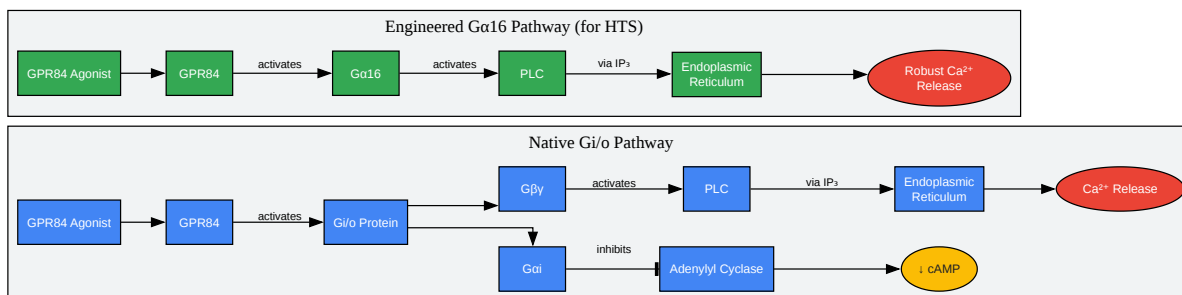 Engineered Gα16 Pathway (for HTS)
GPR84 Agonist
GPR84
activates
Gα16
activates
PLC
via IP₃
Endoplasmic
Reticulum
Robust Ca²⁺
Release
Native Gi/o Pathway
GPR84 Agonist
GPR84
activates
Gi/o Protein
Gβγ
activates
PLC
via IP₃
Endoplasmic
Reticulum
Ca²⁺ Release
Gαi
inhibits
Adenylyl Cyclase
↓ cAMP